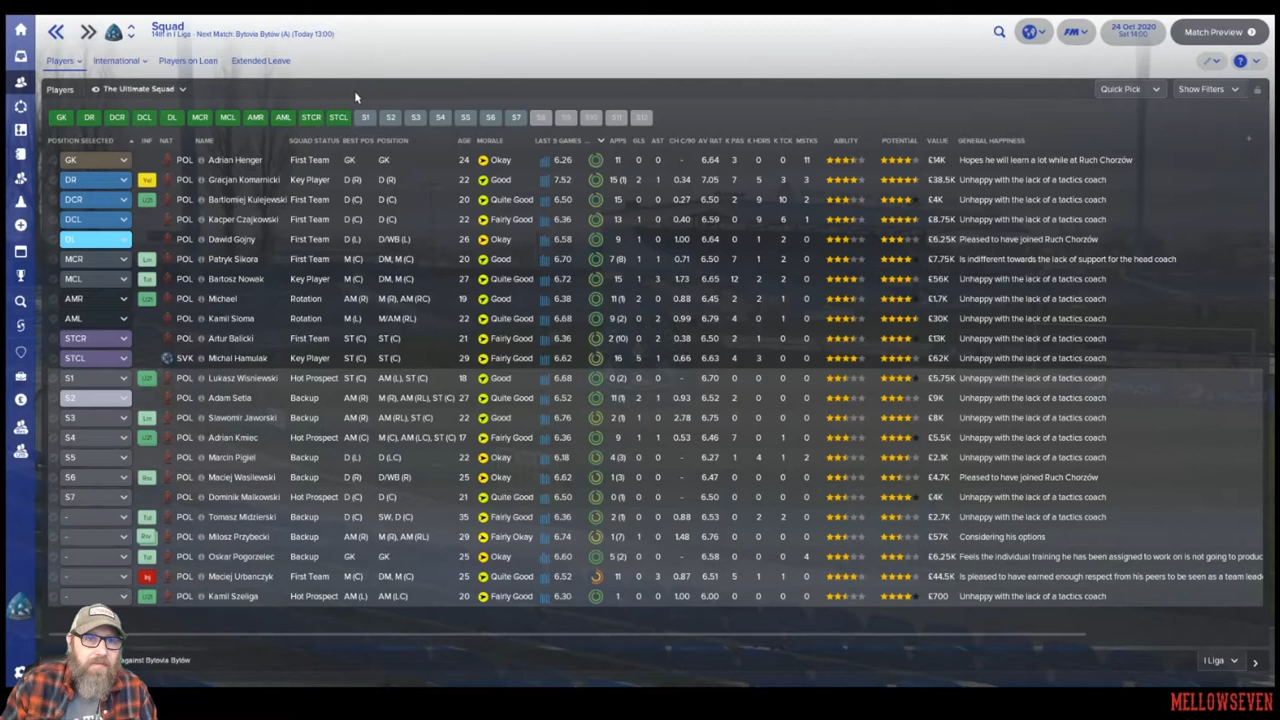 Squad
14th in I Liga - Next Match: Bytovia Bytów (A) (Today 13:00)
FM
24 Oct 2020
Sat 14:00
Match Preview
Players International Players on Loan Extended Leave
Players The Ultimate Squad Quick Pick Show Filters
GK DR DCR DCL DL MCR MCL AMR AML STCR STCL S1 S2 S3 S4 S5 S6 S7 S8 S9 S10 S11 S12
POSITION SELECTED INF NAT NAME SQUAD STATUS BEST POS POSITION AGE MORALE LAST 5 GAMES ... APPS GLS AST CH C/90 AV RAT K PAS K HDRS K TCK MSTKS ABILITY POTENTIAL VALUE GENERAL HAPPINESS
GK POL Adrian Henger First Team GK GK 24 Okay 6.26 11 0 0 - 6.64 3 0 0 11 £14K Hopes he will learn a lot while at Ruch Chorzów
DR POL Gracjan Komarnicki Key Player D (R) D (R) 22 Good 7.52 15 (1) 2 1 0.34 7.05 7 5 3 3 £38.5K Unhappy with the lack of a tactics coach
DCR U21 POL Bartlomiej Kulejewski First Team D (C) D (C) 20 Quite Good 6.50 15 0 0 0.27 6.50 2 9 10 2 £4K Unhappy with the lack of a tactics coach
DCL POL Kacper Czajkowski First Team D (C) D (C) 22 Fairly Good 6.36 13 0 1 0.40 6.59 0 9 6 1 £8.75K Unhappy with the lack of a tactics coach
DL POL Dawid Gojny First Team D (L) D/WB (L) 26 Okay 6.58 9 0 1 1.00 6.64 0 0 2 £6.25K Pleased to have joined Ruch Chorzów
MCR Lrn POL Patryk Sikora First Team M (C) DM, M (C) 20 Good 6.70 7 (8) 0 1 0.71 6.50 7 0 2 £7.75K Is indifferent towards the lack of support for the head coach
MCL Tut POL Bartosz Nowak Key Player M (C) DM, M (C) 27 Quite Good 6.72 15 1 3 1.73 6.65 12 2 2 £56K Unhappy with the lack of a tactics coach
AMR U21 POL Michael Rotation AM (R) AM (R), AM (RC) 19 Good 6.38 11 (1) 2 1 0.88 6.45 2 2 0 £1.7K Unhappy with the lack of a tactics coach
AML POL Kamil Sloma Rotation M (L) M/AM (RL) 22 Quite Good 6.68 9 (2) 0 2 0.99 6.79 4 0 1 £30K Unhappy with the lack of a tactics coach
STCR POL Artur Balicki First Team ST (C) ST (C) 21 Fairly Good 6.36 2 (10) 0 2 0.38 6.54 1 0 0 £13K Unhappy with the lack of a tactics coach
STCL SVK Michal Hamulak Key Player ST (C) ST (C) 29 Fairly Good 6.62 16 5 1 0.66 6.63 4 3 0 £62K Unhappy with the lack of a tactics coach
S1 U21 POL Lukasz Wisniewski Hot Prospect ST (C) AM (L), ST (C) 18 Good 6.68 0 (2) 0 0 - 6.70 0 0 0 £5.75K Unhappy with the lack of a tactics coach
S2 POL Adam Setla Backup AM (R) AM (R), ST (C) 27 Quite Good 6.52 11 (1) 2 1 0.93 6.52 2 0 0 £9K Unhappy with the lack of a tactics coach
S3 Lrn POL Slawomir Jaworski Backup AM (R) AM (RL), ST (C) 22 Good 6.76 2 (1) 0 1 2.78 6.75 0 0 0 £8K Unhappy with the lack of a tactics coach
S4 U21 POL Adrian Kmiec Hot Prospect AM (C) M (C), AM (LC), ST (C) 17 Fairly Good 6.36 9 1 1 0.53 6.46 7 0 0 £5.5K Unhappy with the lack of a tactics coach
S5 POL Marcin Pigiel Backup D (L) D (LC) 22 Okay 6.18 4 (3) 0 0 - 6.27 1 4 1 2 £2.1K Unhappy with the lack of a tactics coach
S6 POL Maciej Wasilewski Backup D (R) D/WB (R) 25 Okay 6.62 1 (3) 0 0 - 6.47 0 0 2 £4.7K Pleased to have joined Ruch Chorzów
S7 POL Dominik Malkowski Hot Prospect D (C) D (C) 21 Quite Good 6.50 0 (1) 0 0 - 6.50 0 0 0 £4K Unhappy with the lack of a tactics coach
- Tut POL Tomasz Midzierski Backup D (C) SW, D (C) 35 Fairly Good 6.36 2 (1) 0 0 0.88 6.53 0 2 2 £2.7K Unhappy with the lack of a tactics coach
- POL Milosz Przybecki Backup AM (R) M (R), AM (RL) 29 Fairly Okay 6.74 1 (7) 0 1 1.48 6.76 0 0 0 £57K Considering his options
- Tut POL Oskar Pogorzelec Backup GK GK 25 Okay 6.60 5 (2) 0 0 - 6.58 0 0 0 4 £6.25K Feels the individual training he has been assigned to work on is not going to produc
- Inj POL Maciej Urbanczyk First Team M (C) DM, M (C) 25 Quite Good 6.52 11 0 3 0.87 6.51 5 1 1 £44.5K Is pleased to have earned enough respect from his peers to be seen as a team lead
- U21 POL Kamil Szeliga Hot Prospect AM (L) AM (LC) 20 Fairly Good 6.30 1 0 0 1.00 6.00 0 0 0 £700 Unhappy with the lack of a tactics coach
against Bytovia Bytów
I Liga
MELLOWSEVEN